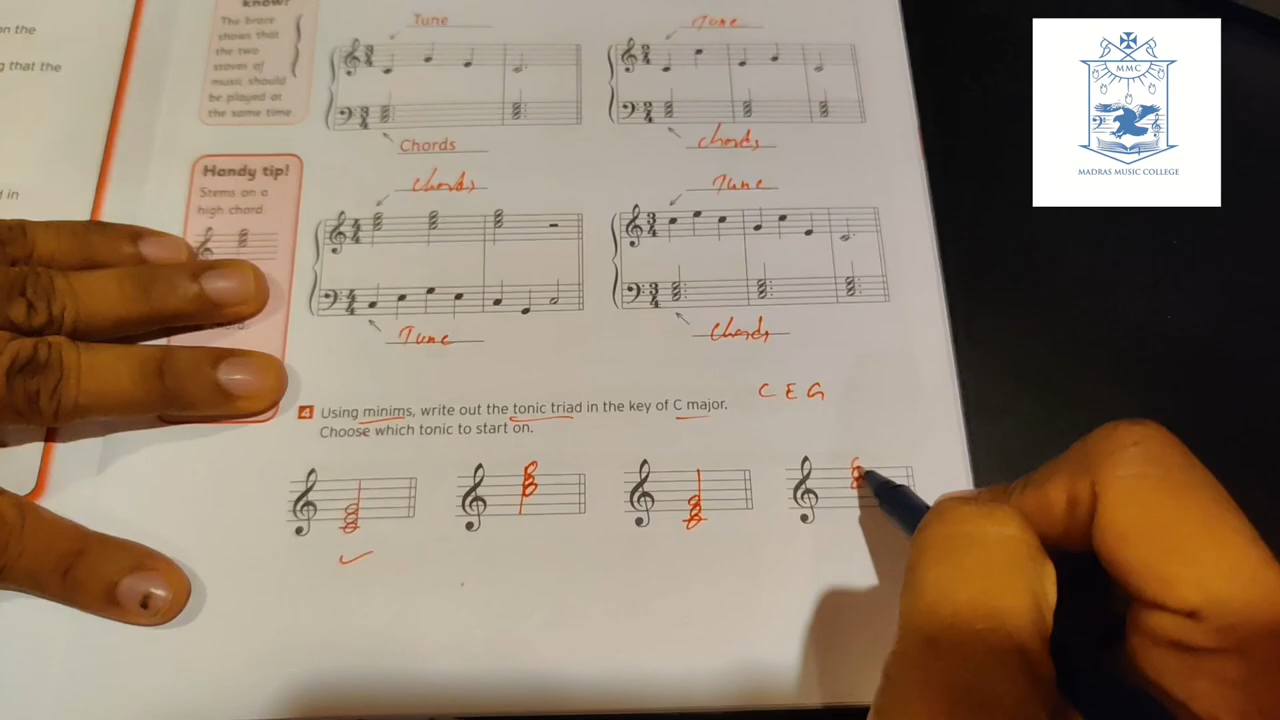 n the
g that the
d in
know?
The brace
shows that
the two
staves of
music should
be played at
the same time
Handy tip!
Stems on a
high chord
Tune
Chords
Tune
chords
chords
Tune
Tune
chords
4 Using minims, write out the tonic triad in the key of C major.
C E G
Choose which tonic to start on.
MMC
MADRAS MUSIC COLLEGE